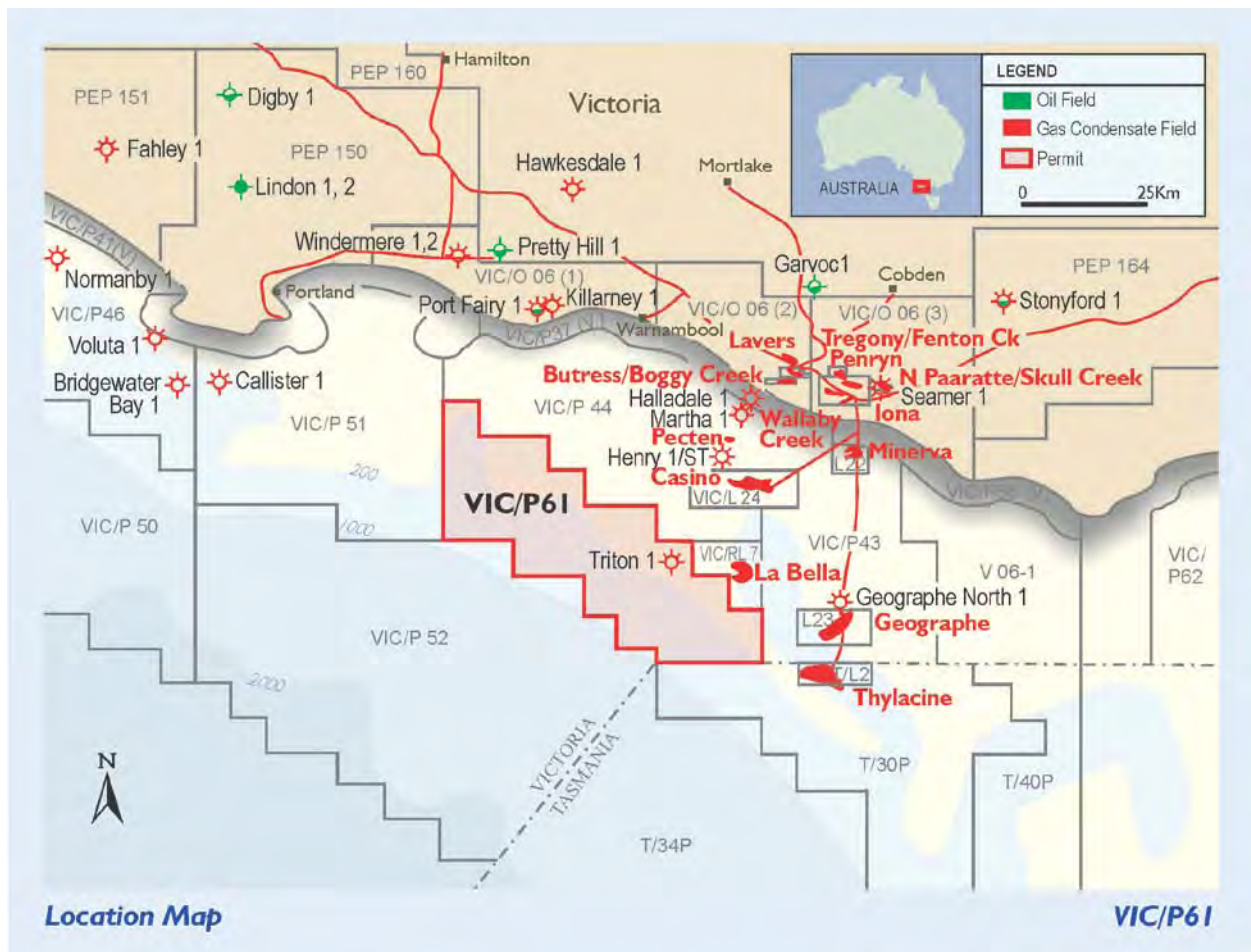 Hamilton
PEP 160
PEP 151
Digby 1
Victoria
Fahley 1
PEP 150
Hawkesdale 1
Mortlake
Lindon 1, 2
LEGEND
Oil Field
Gas Condensate Field
Permit
0 25Km
AUSTRALIA
VIC/P41(V)
Windermere 1,2
Pretty Hill 1
Normanby 1
Portland
VIC/O 06 (1)
Garvoc1
Cobden
PEP 164
Port Fairy 1
Killarney 1
VIC/O 06 (2)
VIC/O 06 (3)
Stonyford 1
VIC/P46
Warnambool
Voluta 1
Lavers
Tregony/Fenton Ck
Penryn
Bridgewater
Bay 1
Callister 1
Butress/Boggy Creek
N Paaratte/Skull Creek
Seamer 1
Halladale 1
Iona
Martha 1
Wallaby
Creek
VIC/P 44
VIC/P 51
Pecten
Henry 1/ST
Minerva
L22
Casino
VIC/L 24
200
VIC/P61
VIC/P 50
1000
VIC/P43
Triton 1
VIC/RL 7
La Bella
V 06-1
VIC/
P62
Geographe North 1
L23
Geographe
VIC/P 52
2000
T/L2
Thylacine
VICTORIA
TASMANIA
N
T/30P
T/40P
T/34P
Location Map
VIC/P61